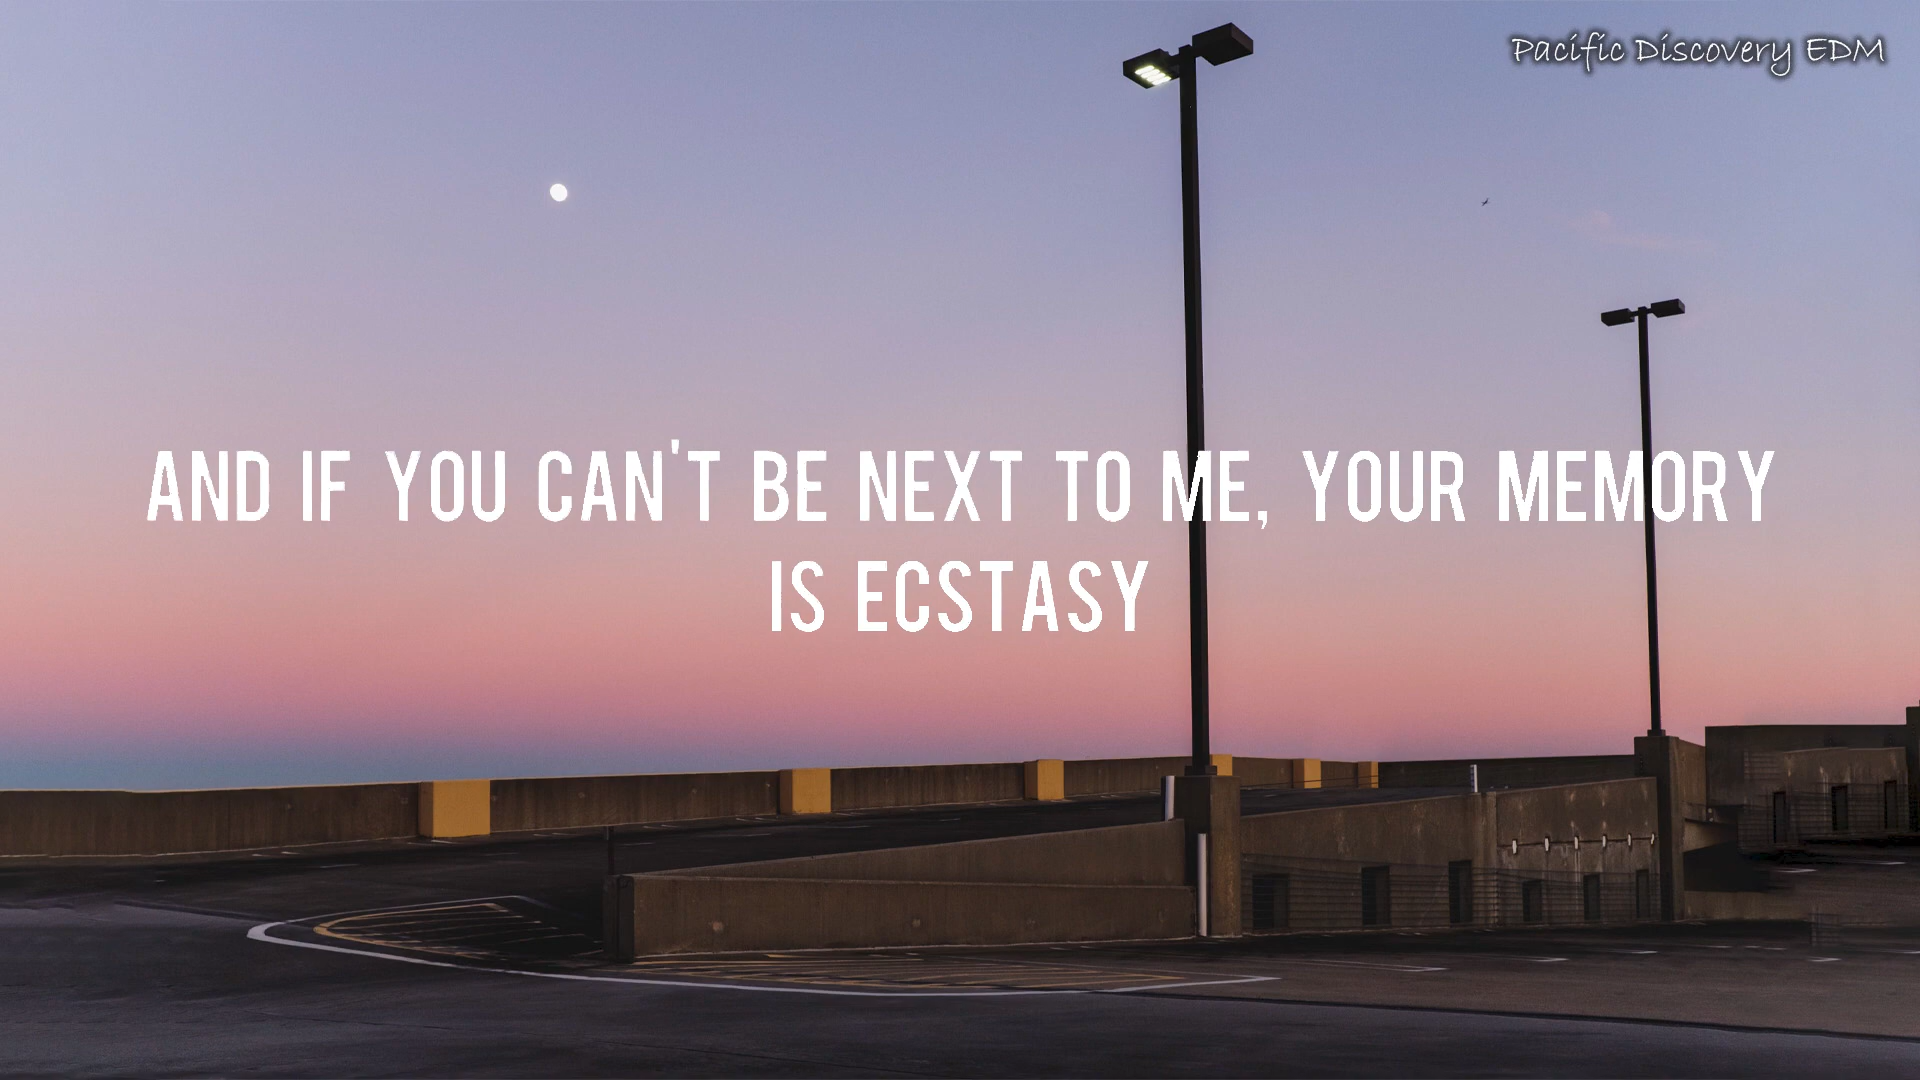 Pacific Discovery EDM
AND IF YOU CAN'T BE NEXT TO ME, YOUR MEMORY
IS ECSTASY